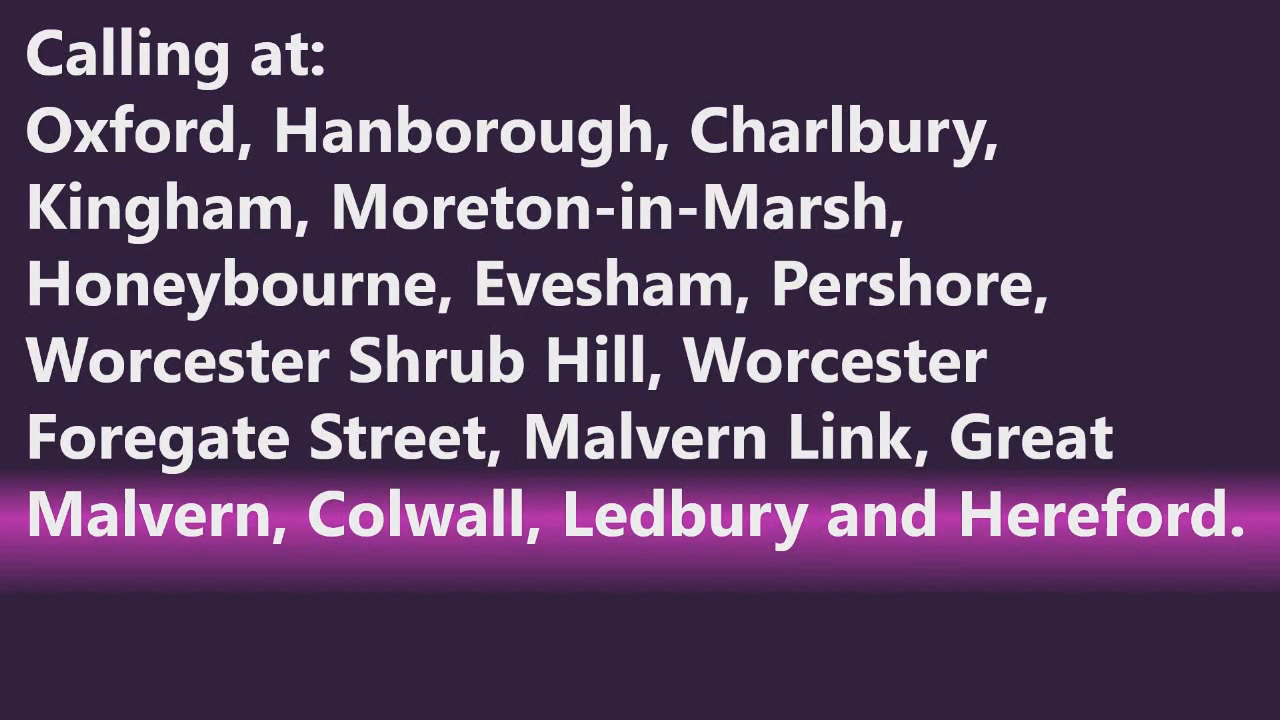 Calling at:
Oxford, Hanborough, Charlbury,
Kingham, Moreton-in-Marsh,
Honeybourne, Evesham, Pershore,
Worcester Shrub Hill, Worcester
Foregate Street, Malvern Link, Great
Malvern, Colwall, Ledbury and Hereford.